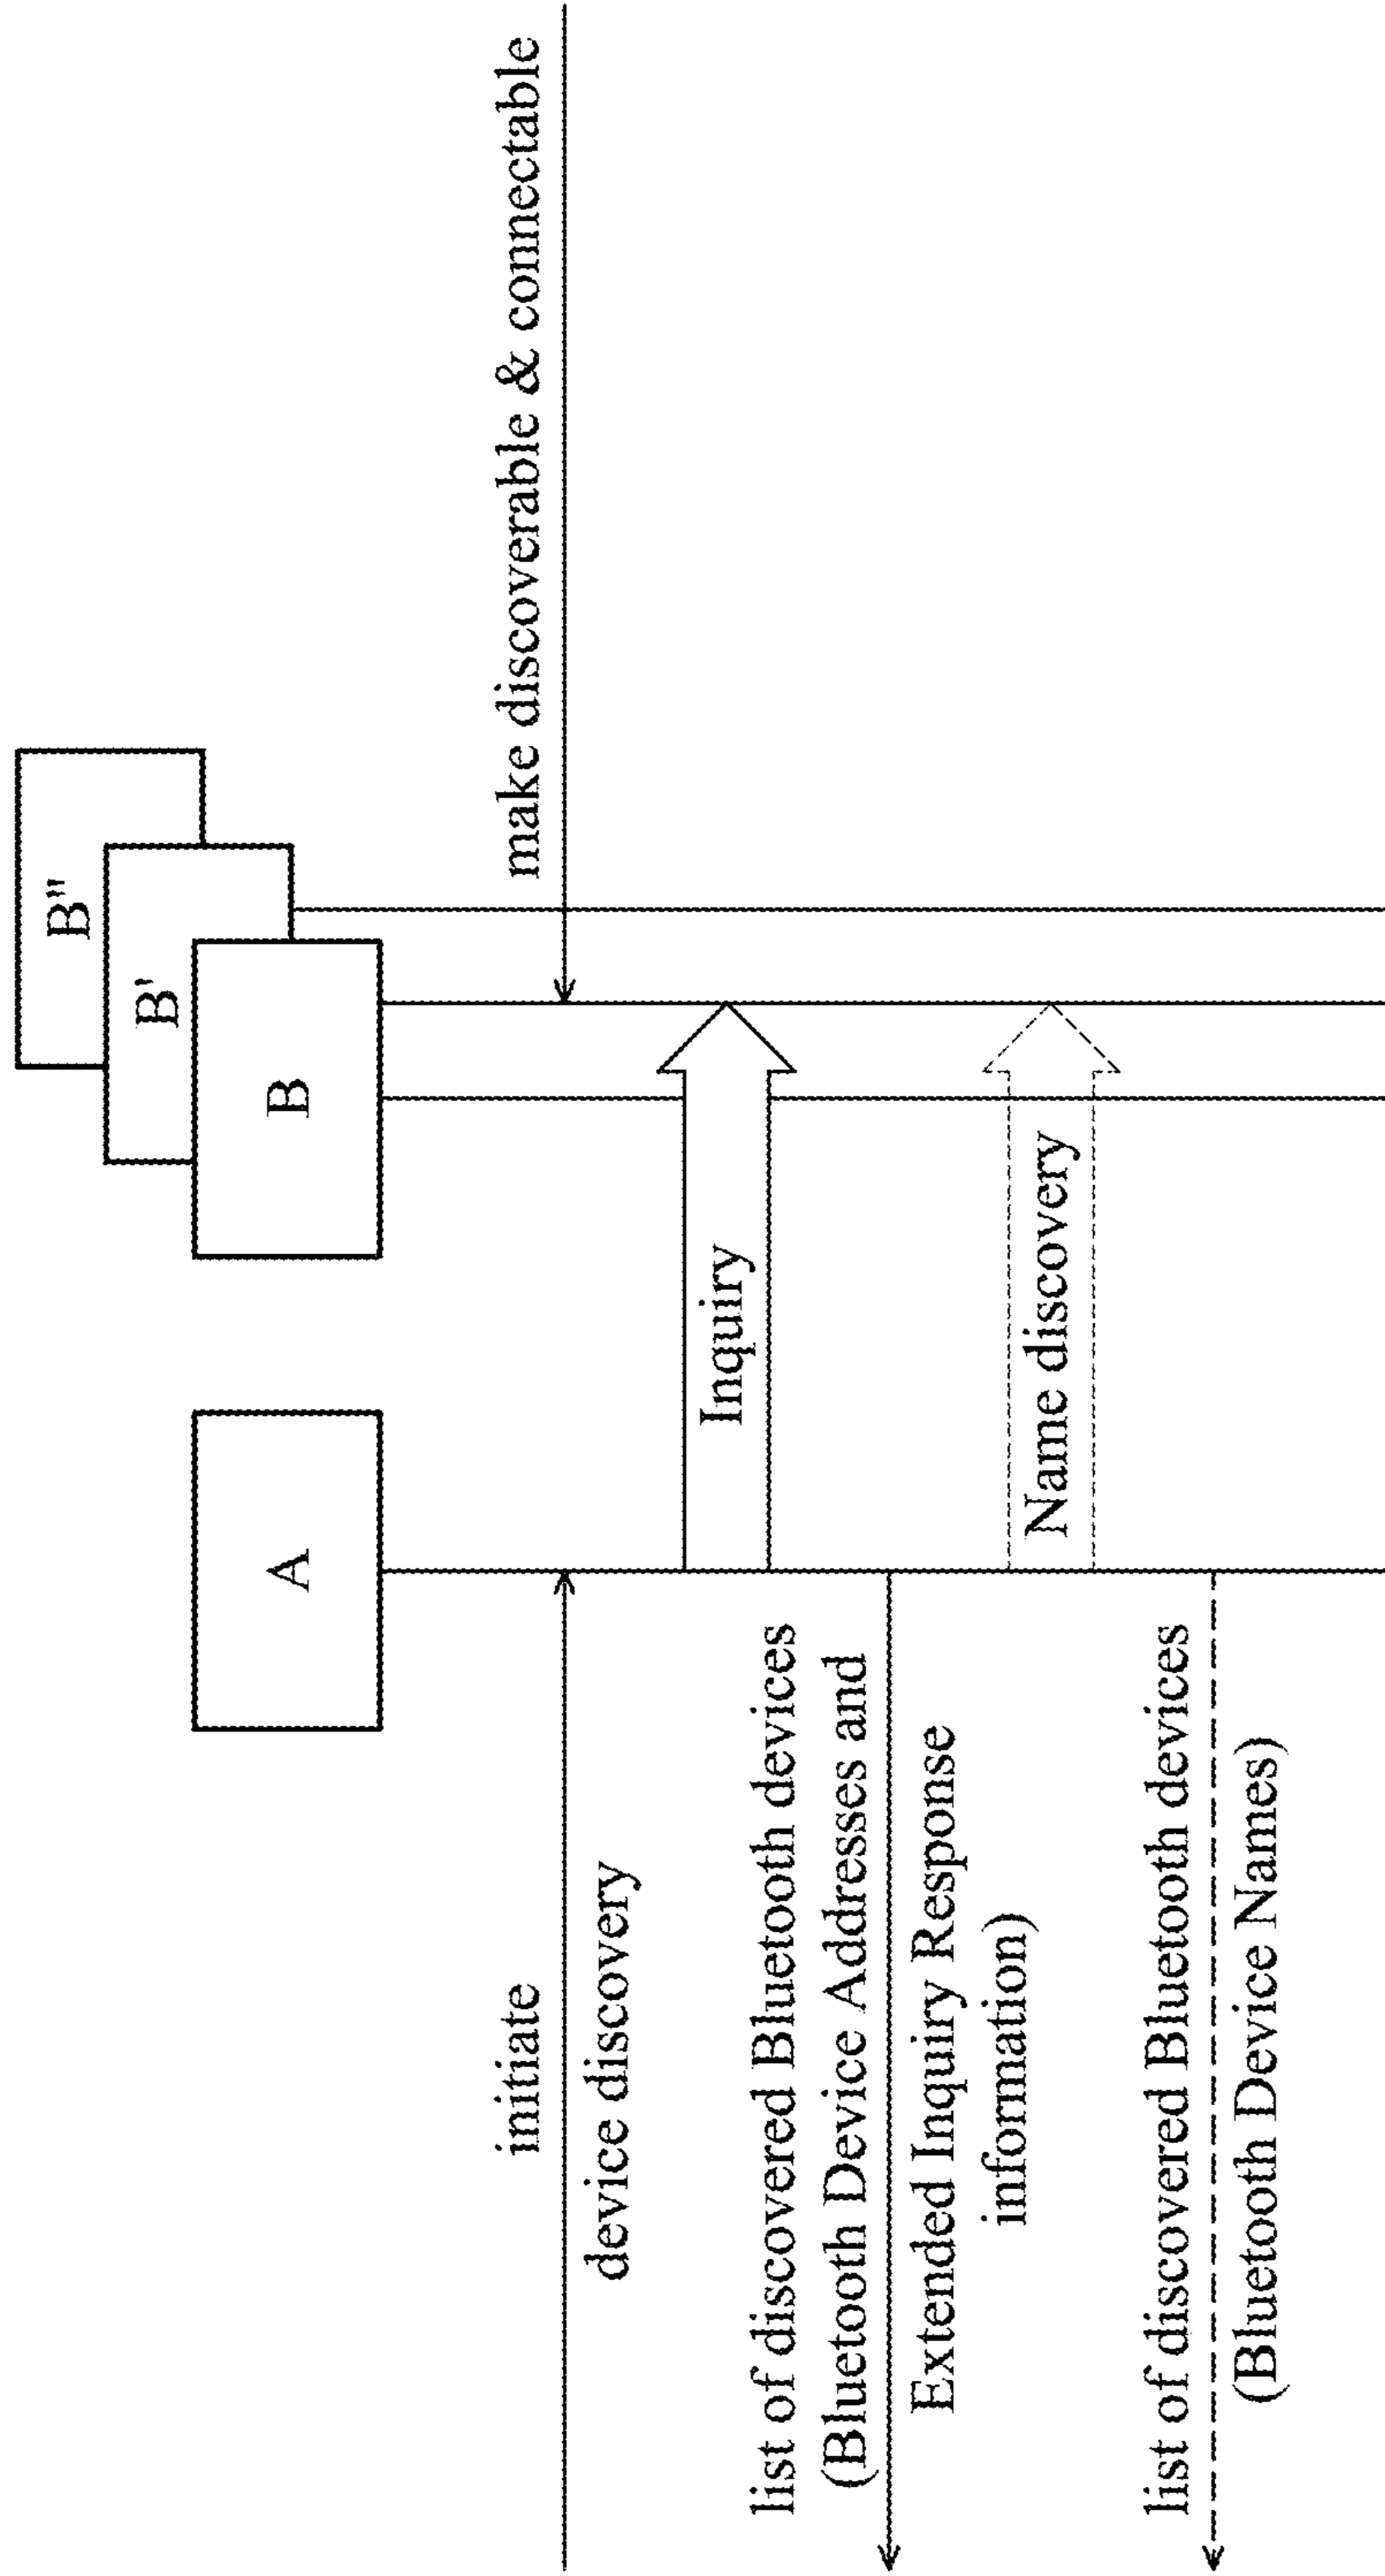 B"
B'
A
B
initiate
device discovery
make discoverable & connectable
Inquiry
list of discovered Bluetooth devices
(Bluetooth Device Addresses and
Extended Inquiry Response
information)
Name discovery
list of discovered Bluetooth devices
(Bluetooth Device Names)